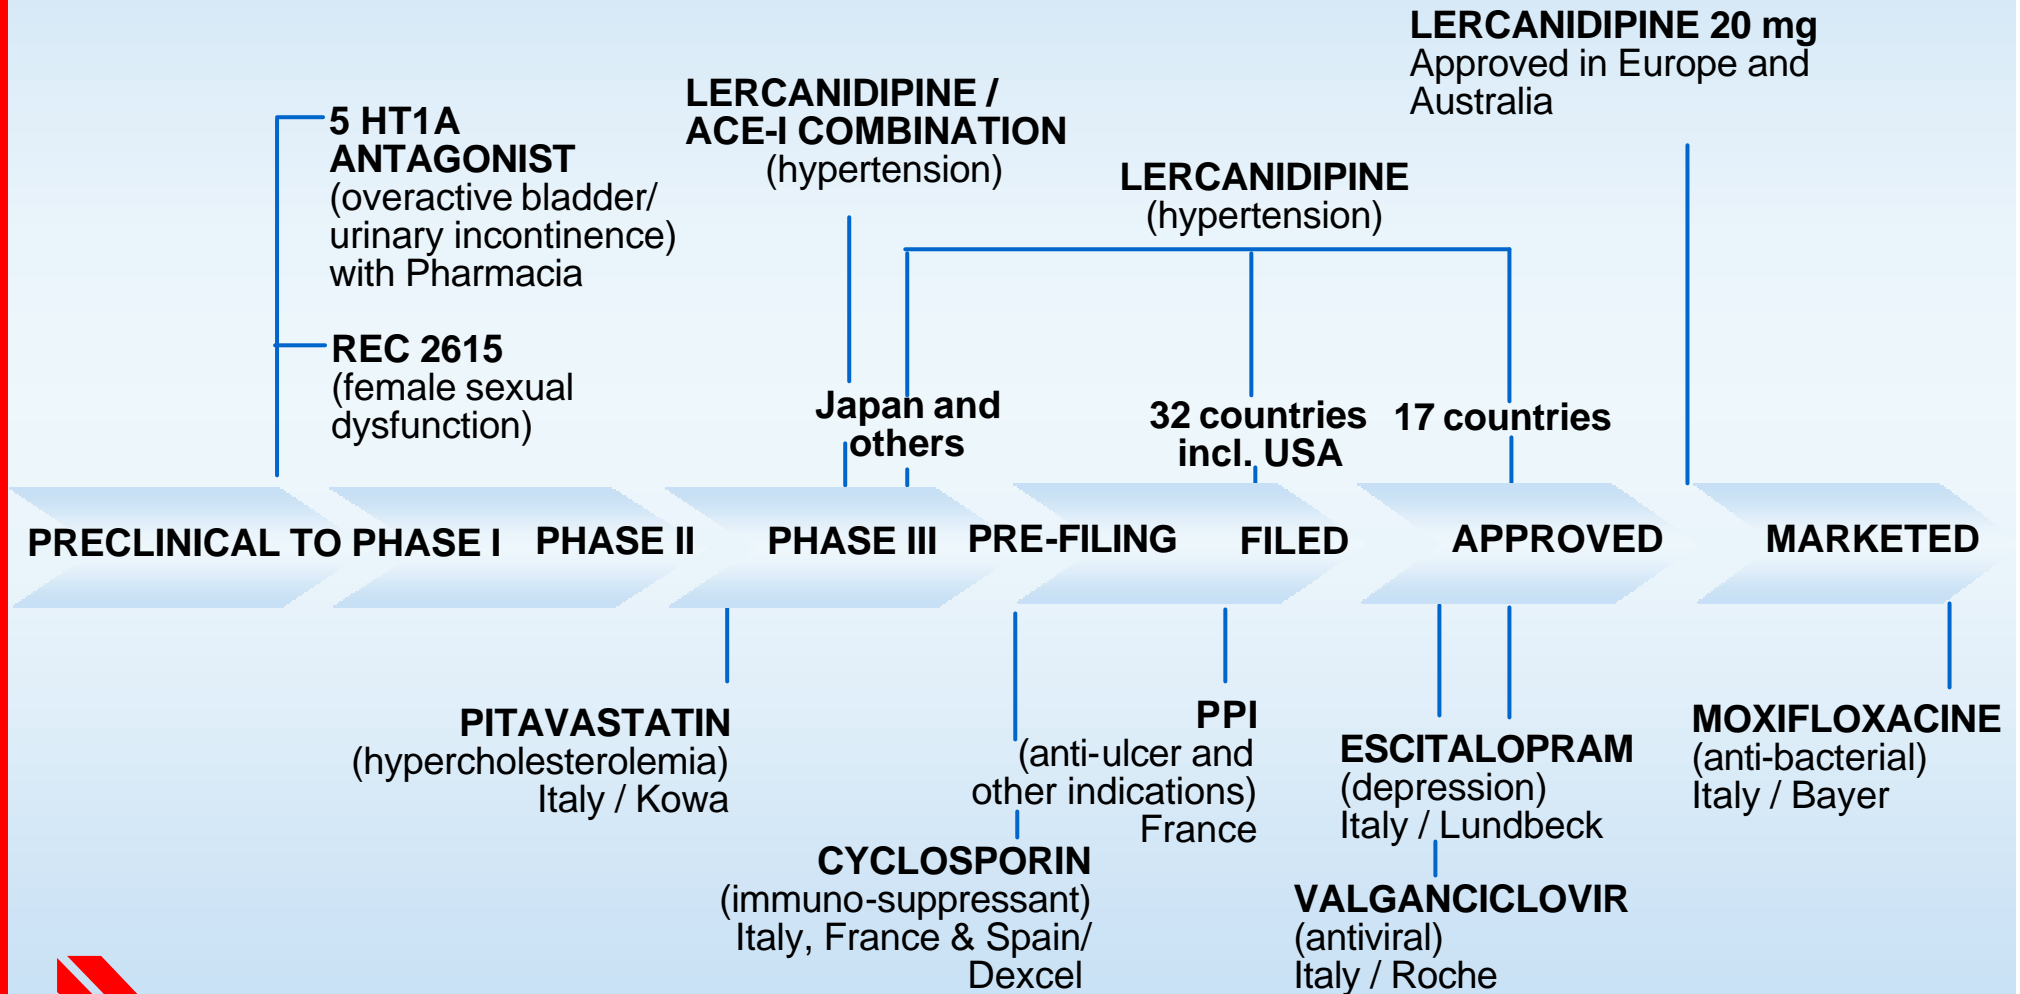 LERCANIDIPINE 20 mg
Approved in Europe and
Australia
5 HT1A
ANTAGONIST
(overactive bladder/
urinary incontinence)
with Pharmacia
REC 2615
(female sexual
dysfunction)
LERCANIDIPINE /
ACE-I COMBINATION
(hypertension)
LERCANIDIPINE
(hypertension)
Japan and
others
32 countries
incl. USA
17 countries
PRECLINICAL TO PHASE I
PHASE II
PHASE III
PRE-FILING
FILED
APPROVED
MARKETED
PITAVASTATIN
(hypercholesterolemia)
Italy / Kowa
CYCLOSPORIN
(immuno-suppressant)
Italy, France & Spain/
Dexcel
PPI
(anti-ulcer and
other indications)
France
ESCITALOPRAM
(depression)
Italy / Lundbeck
VALGANCICLOVIR
(antiviral)
Italy / Roche
MOXIFLOXACINE
(anti-bacterial)
Italy / Bayer